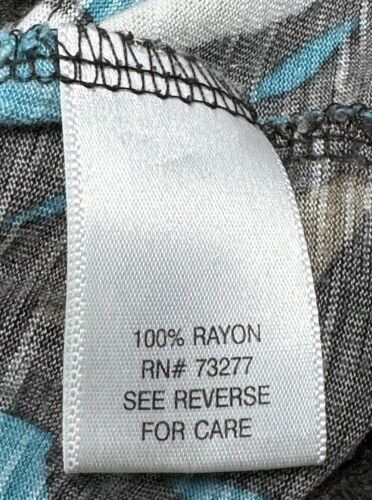 100% RAYON
RN# 73277
SEE REVERSE
FOR CARE